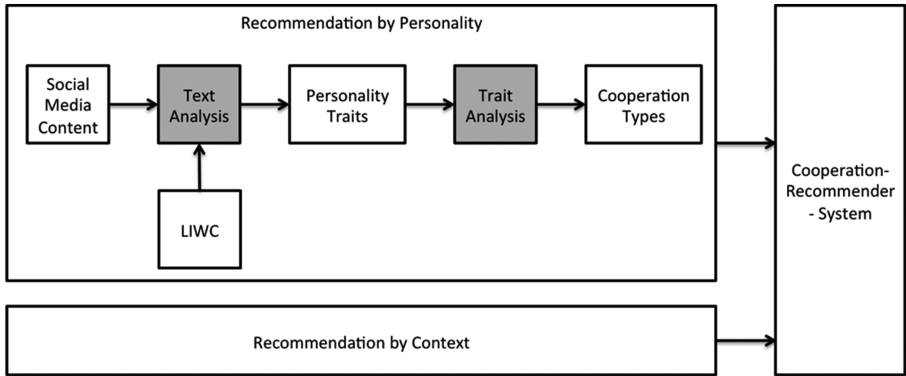 Recommendation by Personality
Social
Media
Content
Text
Analysis
Personality
Traits
Trait
Analysis
Cooperation
Types
LIWC
Cooperation-
Recommender
- System
Recommendation by Context